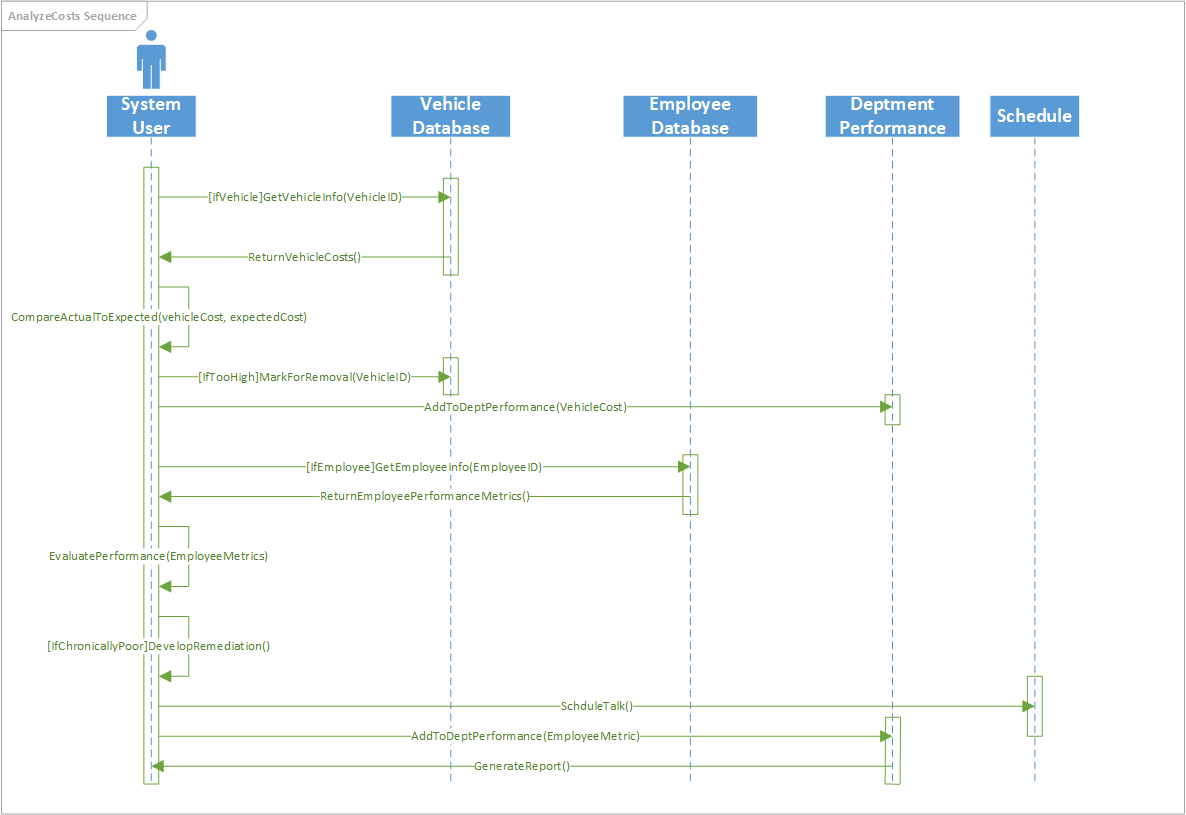 AnalyzeCosts Sequence
System
User
Vehicle
Database
Employee
Database
Deptment
Performance
Schedule
[ifVehicle]GetVehicleInfo(VehicleID)
ReturnVehicleCosts()
CompareActualToExpected(vehicleCost, expectedCost)
[IfTooHigh]MarkForRemoval(VehicleID)
AddToDeptPerformance(VehicleCost)
[IfEmployee]GetEmployeeInfo(EmployeeID)
ReturnEmployeePerformanceMetrics()
EvaluatePerformance(EmployeeMetrics)
[IfChronicallyPoor]DevelopRemediation()
SchduleTalk()
AddToDeptPerformance(EmployeeMetric)
GenerateReport()